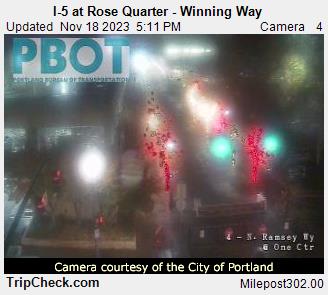 I-5 at Rose Quarter - Winning Way
Updated Nov 18 2023 5:11 PM Camera 4
PBOT
PORTLAND BUREAU OF TRANSPORTATION
4 - N. Ramsey Wy
@ One Ctr
Camera courtesy of the City of Portland
TripCheck.com Milepost302.00